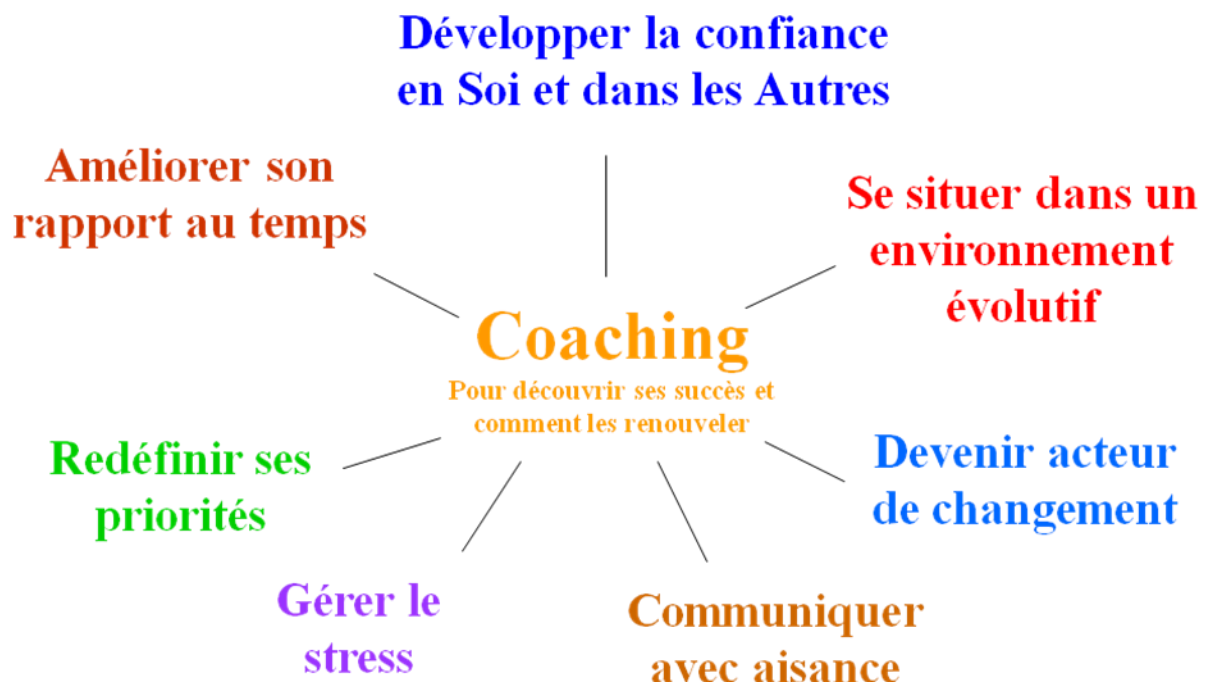 Développer la confiance
en Soi et dans les Autres
Améliorer son
rapport au temps
Se situer dans un
environnement
évolutif
Coaching
Pour découvrir ses succès et
comment les renouveler
Redéfinir ses
priorités
Devenir acteur
de changement
Gérer le
stress
Communiquer
avec aisance